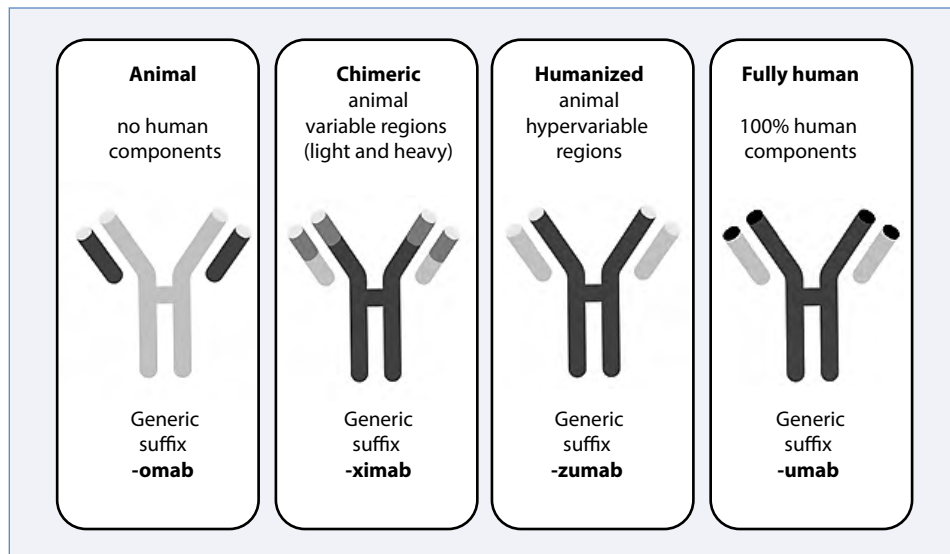 Animal
no human
components
Generic
suffix
-omab
Chimeric
animal
variable regions
(light and heavy)
Generic
suffix
-ximab
Humanized
animal
hypervariable
regions
Generic
suffix
-zumab
Fully human
100% human
components
Generic
suffix
-umab